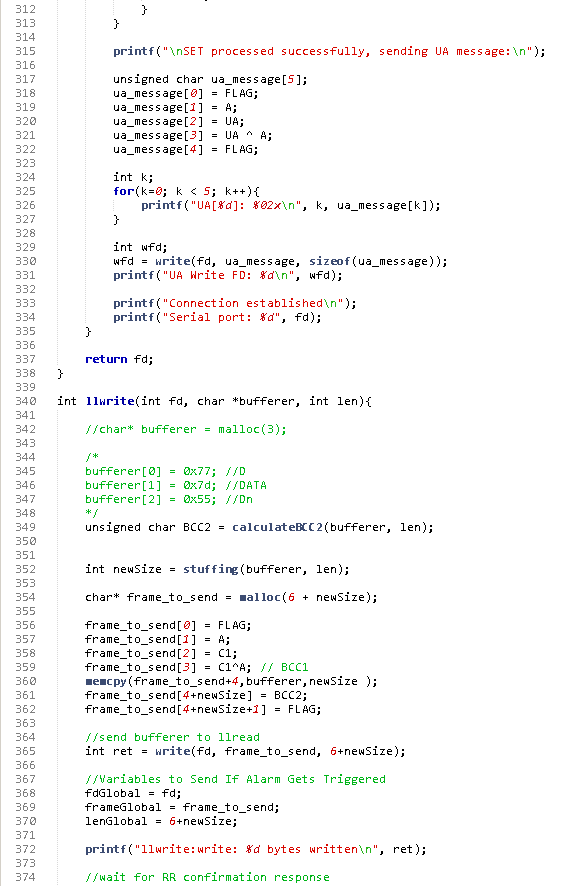 312 }
313 }
314
315 printf("\nSET processed successfully, sending UA message:\n");
316
317 unsigned char ua_message[5];
318 ua_message[0] = FLAG;
319 ua_message[1] = A;
320 ua_message[2] = UA;
321 ua_message[3] = UA ^ A;
322 ua_message[4] = FLAG;
323
324 int k;
325 for(k=0; k < 5; k++){
326 printf("UA[%d]: %02x\n", k, ua_message[k]);
327 }
328
329 int wfd;
330 wfd = write(fd, ua_message, sizeof(ua_message));
331 printf("UA Write FD: %d\n", wfd);
332
333 printf("Connection established\n");
334 printf("Serial port: %d", fd);
335 }
336
337 return fd;
338 }
339
340 int llwrite(int fd, char *bufferer, int len){
341
342 //char* bufferer = malloc(3);
343
344 /*
345 bufferer[0] = 0x77; //D
346 bufferer[1] = 0x7d; //DATA
347 bufferer[2] = 0x55; //Dn
348 */
349 unsigned char BCC2 = calculateBCC2(bufferer, len);
350
351
352 int newSize = stuffing(bufferer, len);
353
354 char* frame_to_send = malloc(6 + newSize);
355
356 frame_to_send[0] = FLAG;
357 frame_to_send[1] = A;
358 frame_to_send[2] = C1;
359 frame_to_send[3] = C1^A; // BCC1
360 memcpy(frame_to_send+4,bufferer,newSize );
361 frame_to_send[4+newSize] = BCC2;
362 frame_to_send[4+newSize+1] = FLAG;
363
364 //send bufferer to llread
365 int ret = write(fd, frame_to_send, 6+newSize);
366
367 //Variables to Send If Alarm Gets Triggered
368 fdGlobal = fd;
369 frameGlobal = frame_to_send;
370 lenGlobal = 6+newSize;
371
372 printf("llwrite:write: %d bytes written\n", ret);
373
374 //wait for RR confirmation response